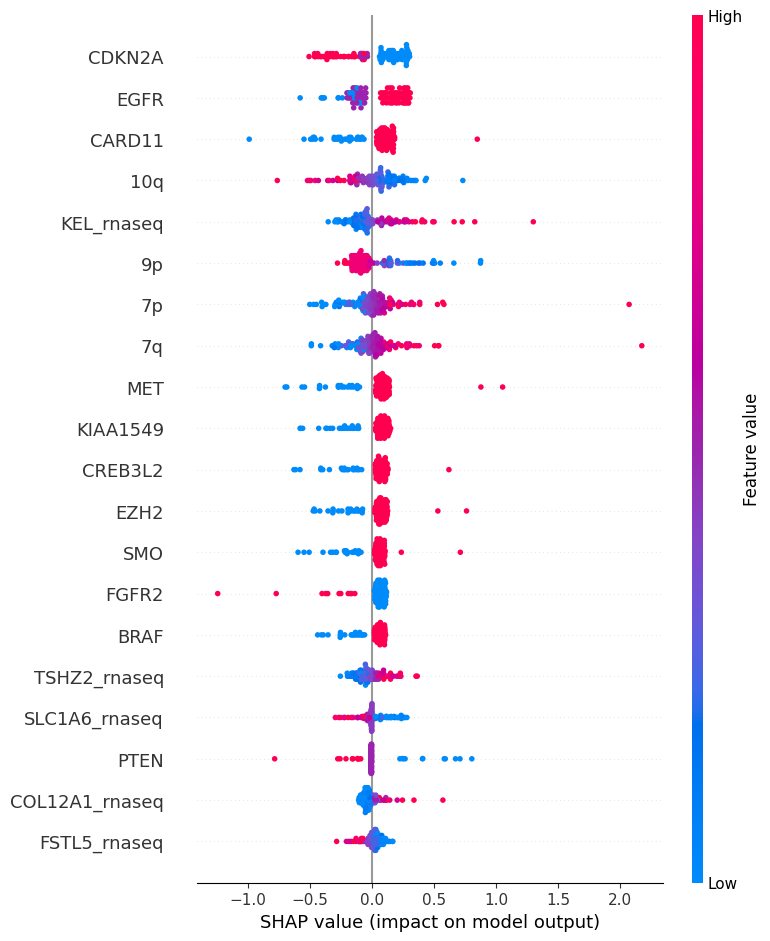 High
CDKN2A
EGFR
CARD11
10q
KEL_rnaseq
9p
7p
7q
MET
KIAA1549
CREB3L2
EZH2
SMO
FGFR2
BRAF
TSHZ2_rnaseq
SLC1A6_rnaseq
PTEN
COL12A1_rnaseq
FSTL5_rnaseq
Feature value
Low
−1.0 −0.5 0.0 0.5 1.0 1.5 2.0
SHAP value (impact on model output)